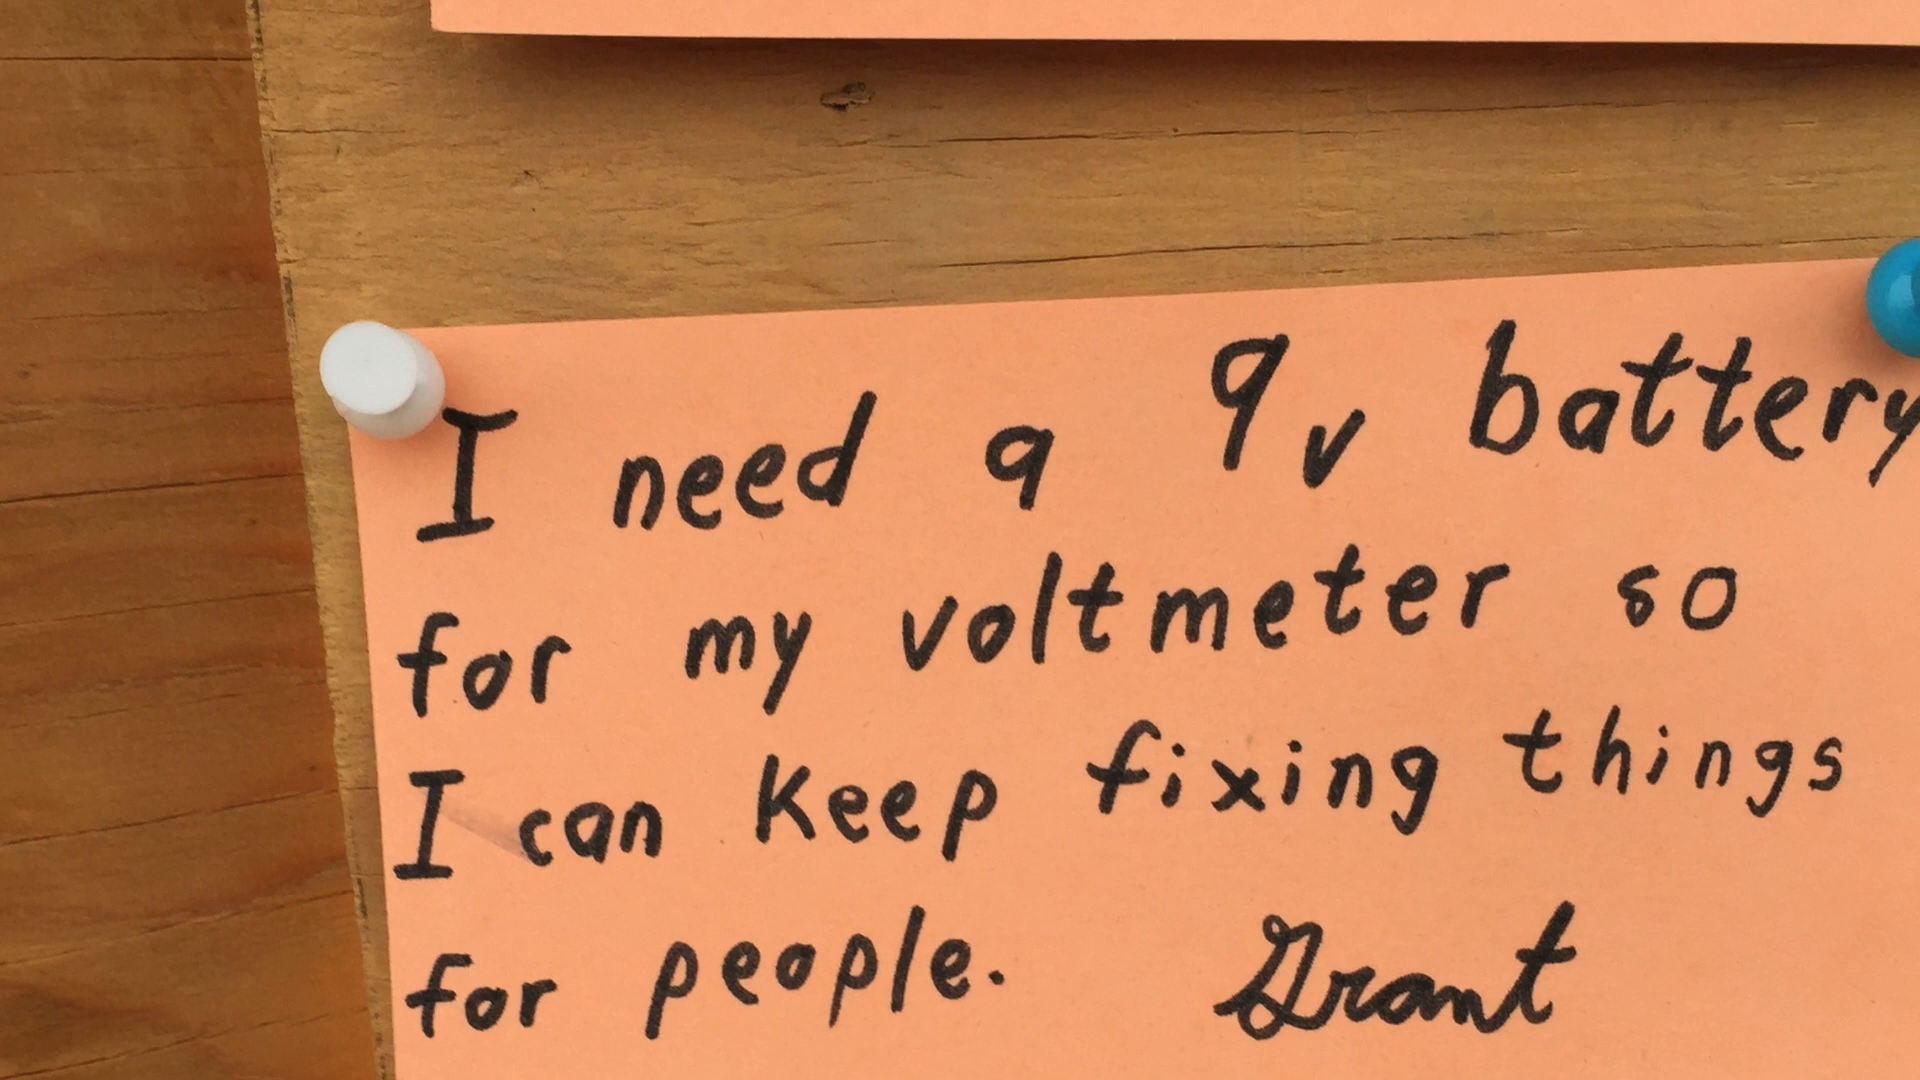 I need a 9v battery
for my voltmeter so
I can keep fixing things
for people. Grant